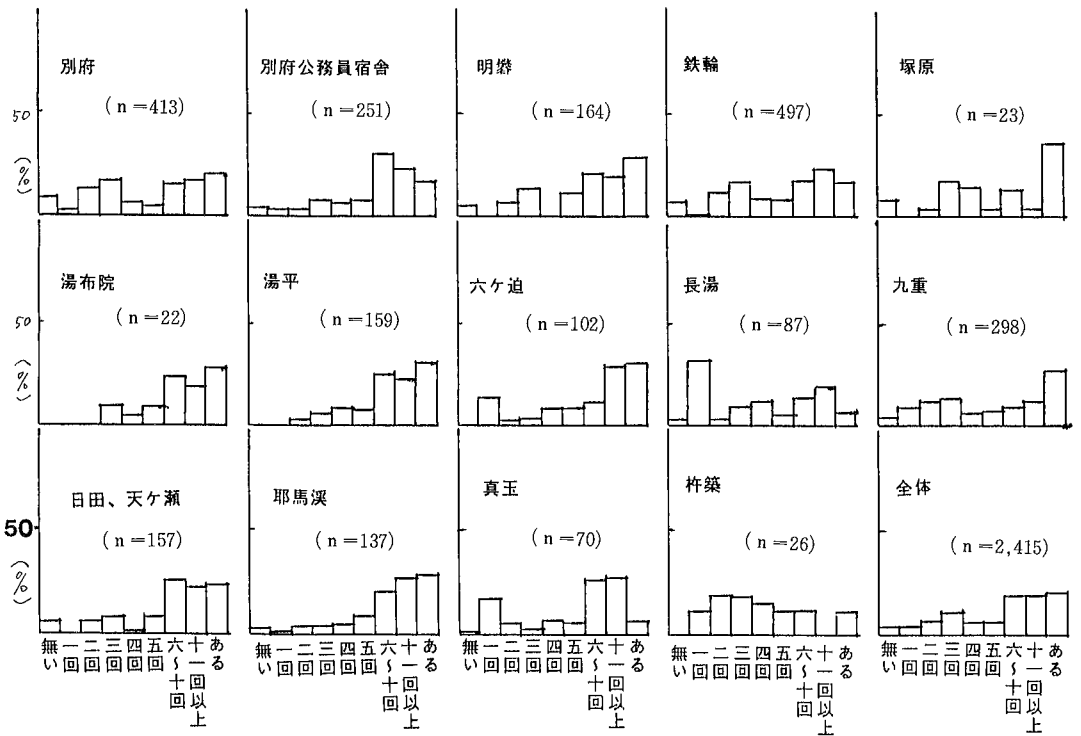 別府
別府公務員宿舎
明礬
鉄輪
塚原
50
(n=413)
(n=251)
(n=164)
(n=497)
(n=23)
(%)
湯布院
湯平
六ケ迫
長湯
九重
50
(n=22)
(n=159)
(n=102)
(n=87)
(n=298)
(%)
日田、天ケ瀬
耶馬渓
真玉
杵築
全体
50
(n=157)
(n=137)
(n=70)
(n=26)
(n=2,415)
(%)
無い 一回 二回 三回 四回 五回 六~十回 十一回以上 ある
無い 一回 二回 三回 四回 五回 六~十回 十一回以上 ある
無い 一回 二回 三回 四回 五回 六~十回 十一回以上 ある
無い 一回 二回 三回 四回 五回 六~十回 十一回以上 ある
無い 一回 二回 三回 四回 五回 六~十回 十一回以上 ある